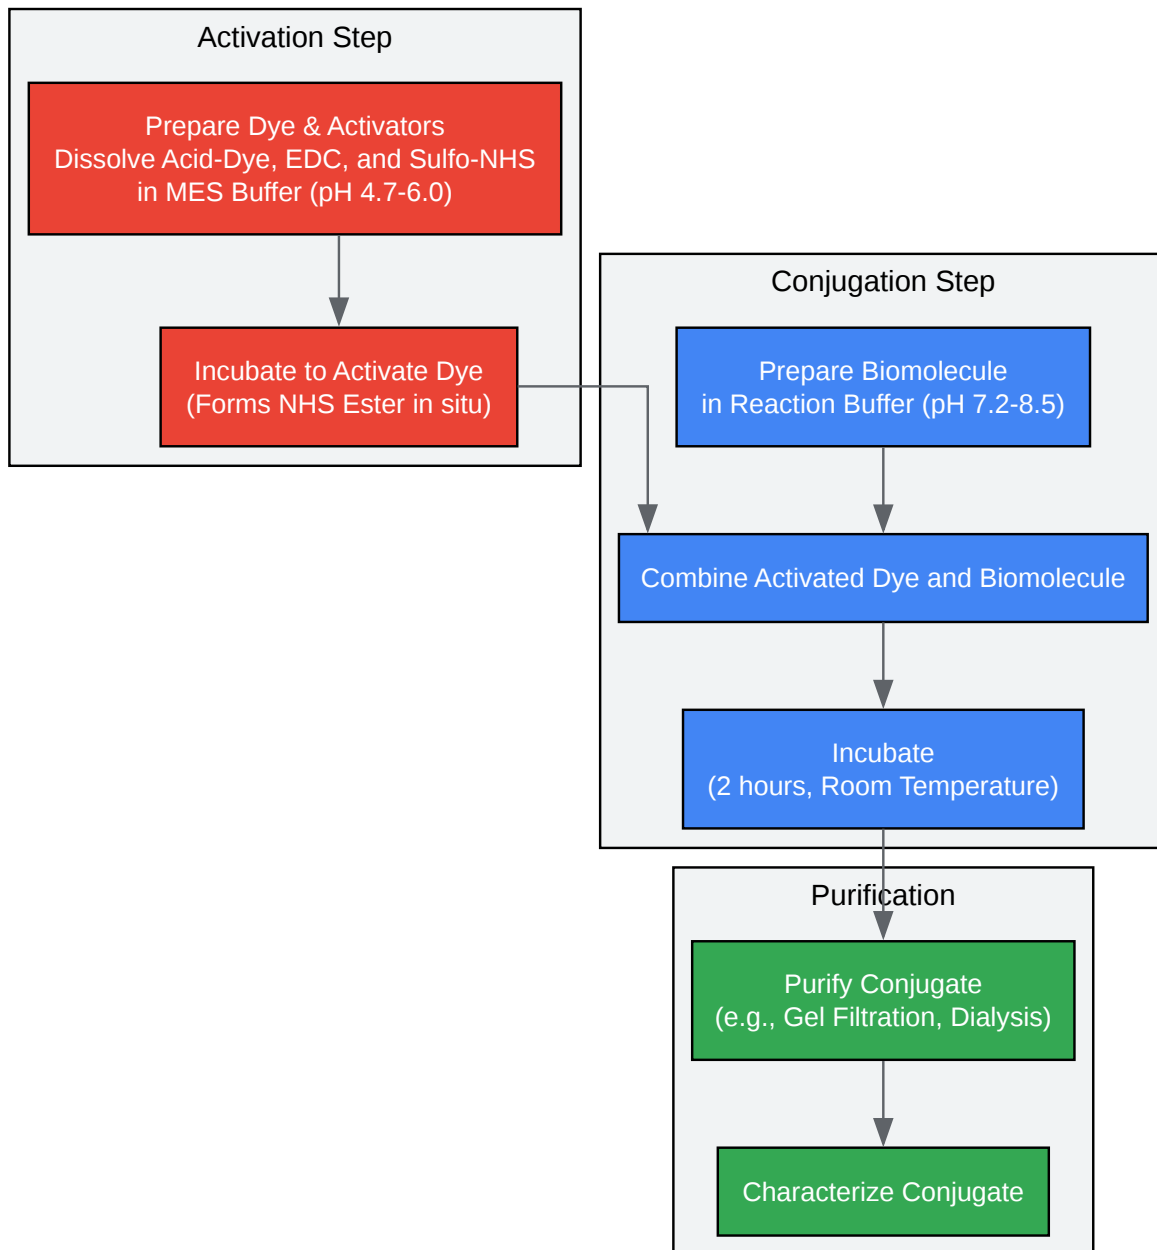 Activation Step
Prepare Dye & Activators
Dissolve Acid-Dye, EDC, and Sulfo-NHS
in MES Buffer (pH 4.7-6.0)
Incubate to Activate Dye
(Forms NHS Ester in situ)
Conjugation Step
Prepare Biomolecule
in Reaction Buffer (pH 7.2-8.5)
Combine Activated Dye and Biomolecule
Incubate
(2 hours, Room Temperature)
Purification
Purify Conjugate
(e.g., Gel Filtration, Dialysis)
Characterize Conjugate